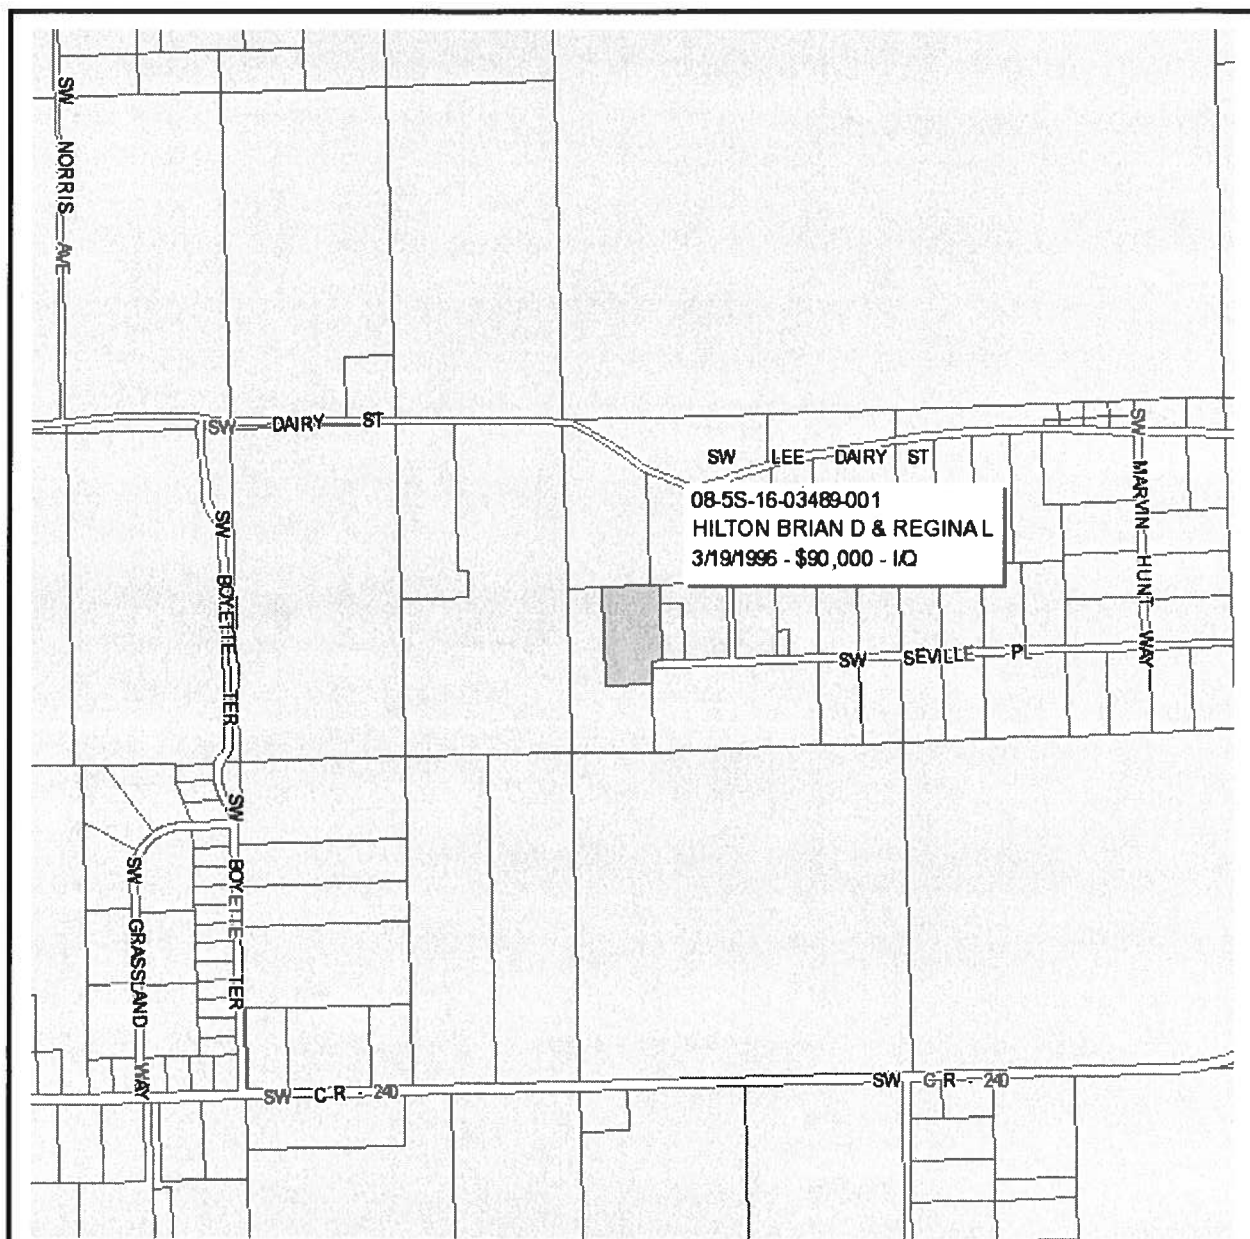 SW NORRIS AVE
SW DAIRY ST
SW LEE DAIRY ST
SW MARVIN HUNT WAY
08-5S-16-03489-001
HILTON BRIAN D & REGINA L
3/19/1996 - $90,000 - I/Q
SW BOYETTE TER
SW SEVILLE PL
SW BOYETTE TER
SW GRASSLAND WAY
SW CR - 240
SW CR - 240